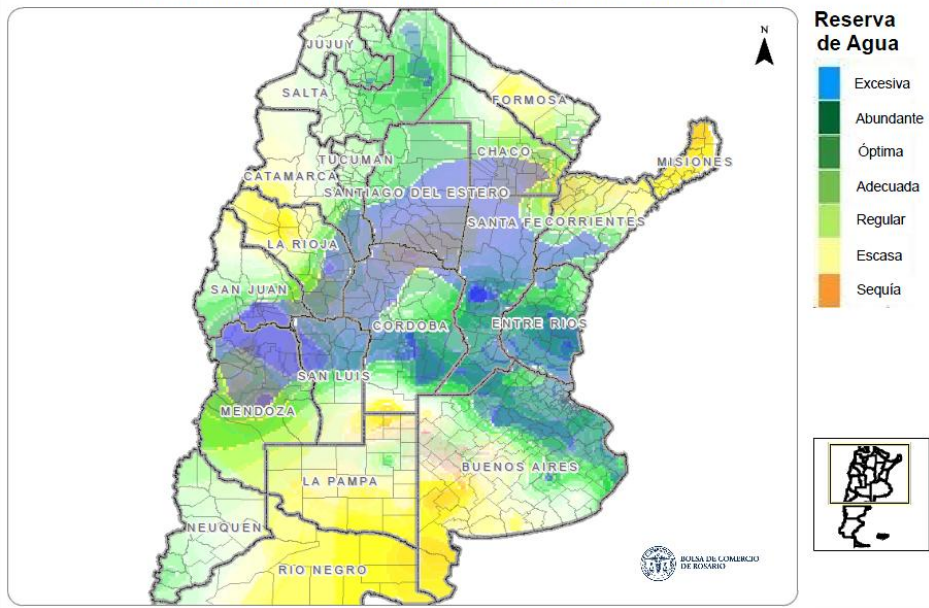 Reserva
de Agua
Excesiva
Abundante
Óptima
Adecuada
Regular
Escasa
Sequía
N
JUJUY
SALTA
FORMOSA
CHACO
TUCUMAN
MISIONES
CATAMARCA
SANTIAGO DEL ESTERO
SANTA FE
CORRIENTES
LA RIOJA
SAN JUAN
CORDOBA
ENTRE RIOS
SAN LUIS
MENDOZA
BUENOS AIRES
LA PAMPA
NEUQUEN
RIO NEGRO
BOLSA DE COMERCIO
DE ROSARIO